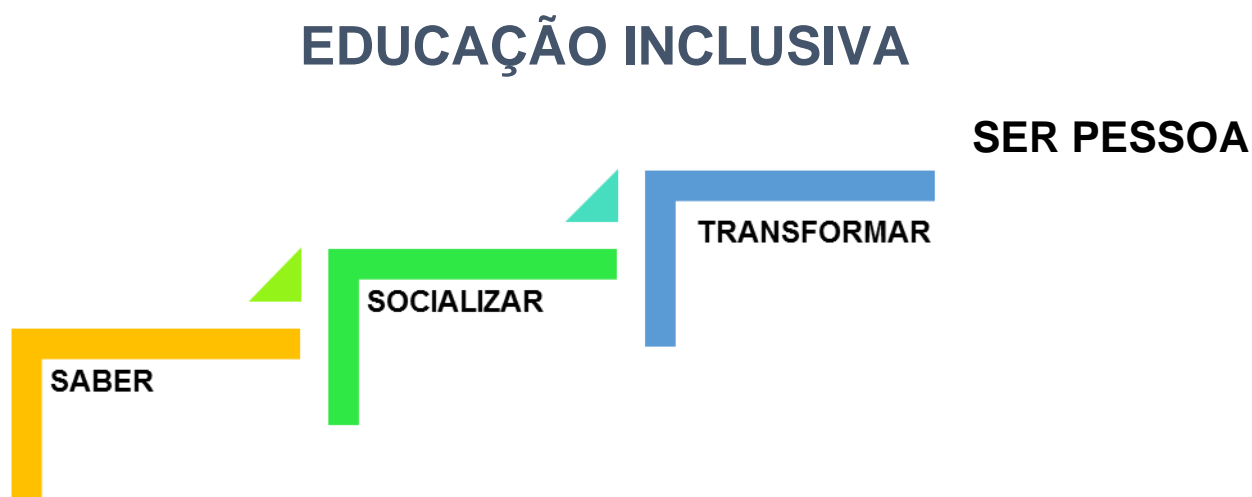 EDUCAÇÃO INCLUSIVA
SER PESSOA
TRANSFORMAR
SOCIALIZAR
SABER